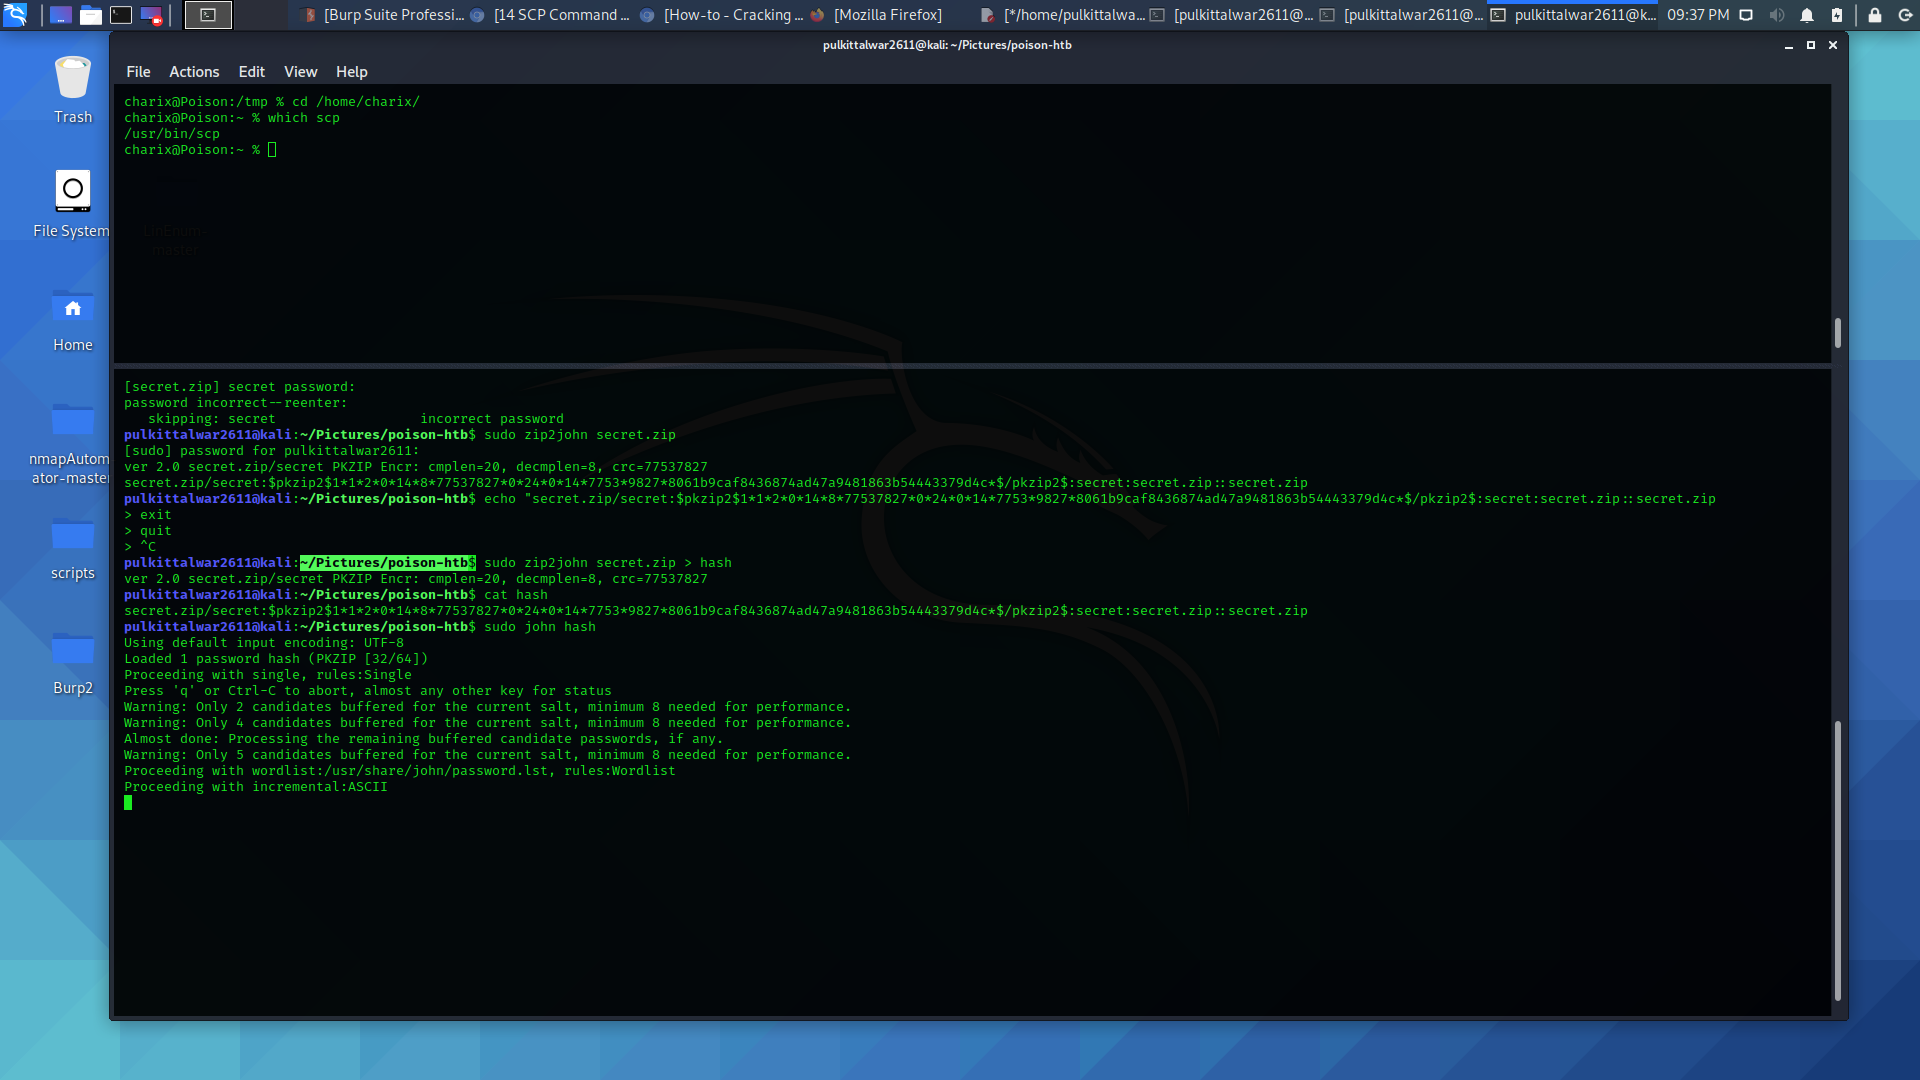 [Burp Suite Professi...
[14 SCP Command ...
[How-to - Cracking ...
[Mozilla Firefox]
[*/home/pulkittalwa...
[pulkittalwar2611@...
[pulkittalwar2611@...
pulkittalwar2611@k...
09:37 PM
pulkittalwar2611@kali: ~/Pictures/poison-htb
File Actions Edit View Help
Trash
File System
Home
nmapAutom
ator-master
scripts
Burp2
LinEnum-
master
charix@Poison:/tmp % cd /home/charix/
charix@Poison:~ % which scp
/usr/bin/scp
charix@Poison:~ %
[secret.zip] secret password:
password incorrect--reenter:
skipping: secret incorrect password
pulkittalwar2611@kali:~/Pictures/poison-htb$ sudo zip2john secret.zip
[sudo] password for pulkittalwar2611:
ver 2.0 secret.zip/secret PKZIP Encr: cmplen=20, decmplen=8, crc=77537827
secret.zip/secret:$pkzip2$1*1*2*0*14*8*77537827*0*24*0*14*7753*9827*8061b9caf8436874ad47a9481863b54443379d4c*$/pkzip2$:secret:secret.zip::secret.zip
pulkittalwar2611@kali:~/Pictures/poison-htb$ echo "secret.zip/secret:$pkzip2$1*1*2*0*14*8*77537827*0*24*0*14*7753*9827*8061b9caf8436874ad47a9481863b54443379d4c*$/pkzip2$:secret:secret.zip::secret.zip
> exit
> quit
> ^C
pulkittalwar2611@kali:~/Pictures/poison-htb$ sudo zip2john secret.zip > hash
ver 2.0 secret.zip/secret PKZIP Encr: cmplen=20, decmplen=8, crc=77537827
pulkittalwar2611@kali:~/Pictures/poison-htb$ cat hash
secret.zip/secret:$pkzip2$1*1*2*0*14*8*77537827*0*24*0*14*7753*9827*8061b9caf8436874ad47a9481863b54443379d4c*$/pkzip2$:secret:secret.zip::secret.zip
pulkittalwar2611@kali:~/Pictures/poison-htb$ sudo john hash
Using default input encoding: UTF-8
Loaded 1 password hash (PKZIP [32/64])
Proceeding with single, rules:Single
Press 'q' or Ctrl-C to abort, almost any other key for status
Warning: Only 2 candidates buffered for the current salt, minimum 8 needed for performance.
Warning: Only 4 candidates buffered for the current salt, minimum 8 needed for performance.
Almost done: Processing the remaining buffered candidate passwords, if any.
Warning: Only 5 candidates buffered for the current salt, minimum 8 needed for performance.
Proceeding with wordlist:/usr/share/john/password.lst, rules:Wordlist
Proceeding with incremental:ASCII